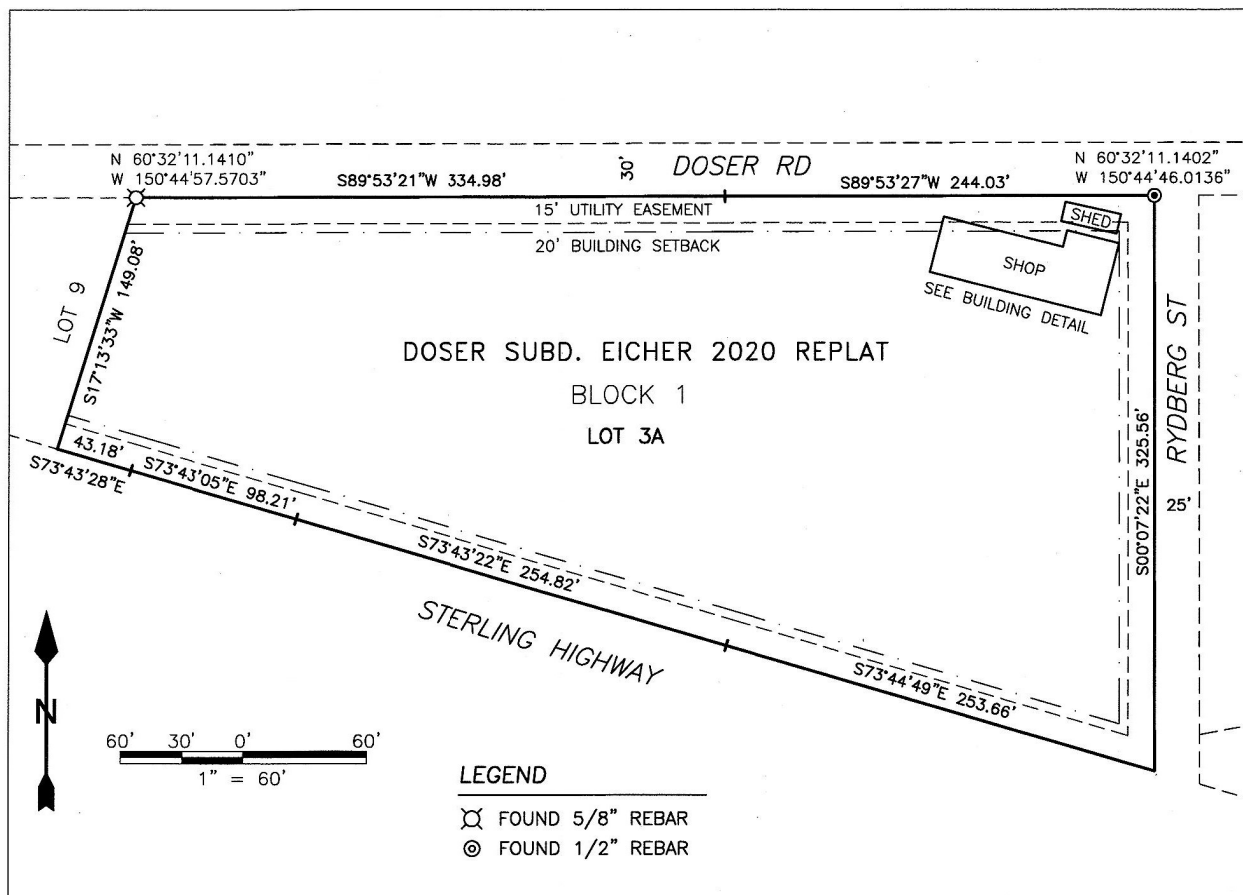 N 60°32'11.1410"
W 150°44'57.5703"
S89°53'21"W 334.98'
30'
DOSER RD
S89°53'27"W 244.03'
N 60°32'11.1402"
W 150°44'46.0136"
15' UTILITY EASEMENT
20' BUILDING SETBACK
SHED
SHOP
SEE BUILDING DETAIL
LOT 9
S17°13'33"W 149.08'
DOSER SUBD. EICHER 2020 REPLAT
BLOCK 1
LOT 3A
RYDBERG ST
25'
S00°07'22"E 325.56'
43.18'
S73°43'28"E
S73°43'05"E 98.21'
S73°43'22"E 254.82'
STERLING HIGHWAY
S73°44'49"E 253.66'
N
60' 30' 0' 60'
1" = 60'
LEGEND
FOUND 5/8" REBAR
FOUND 1/2" REBAR